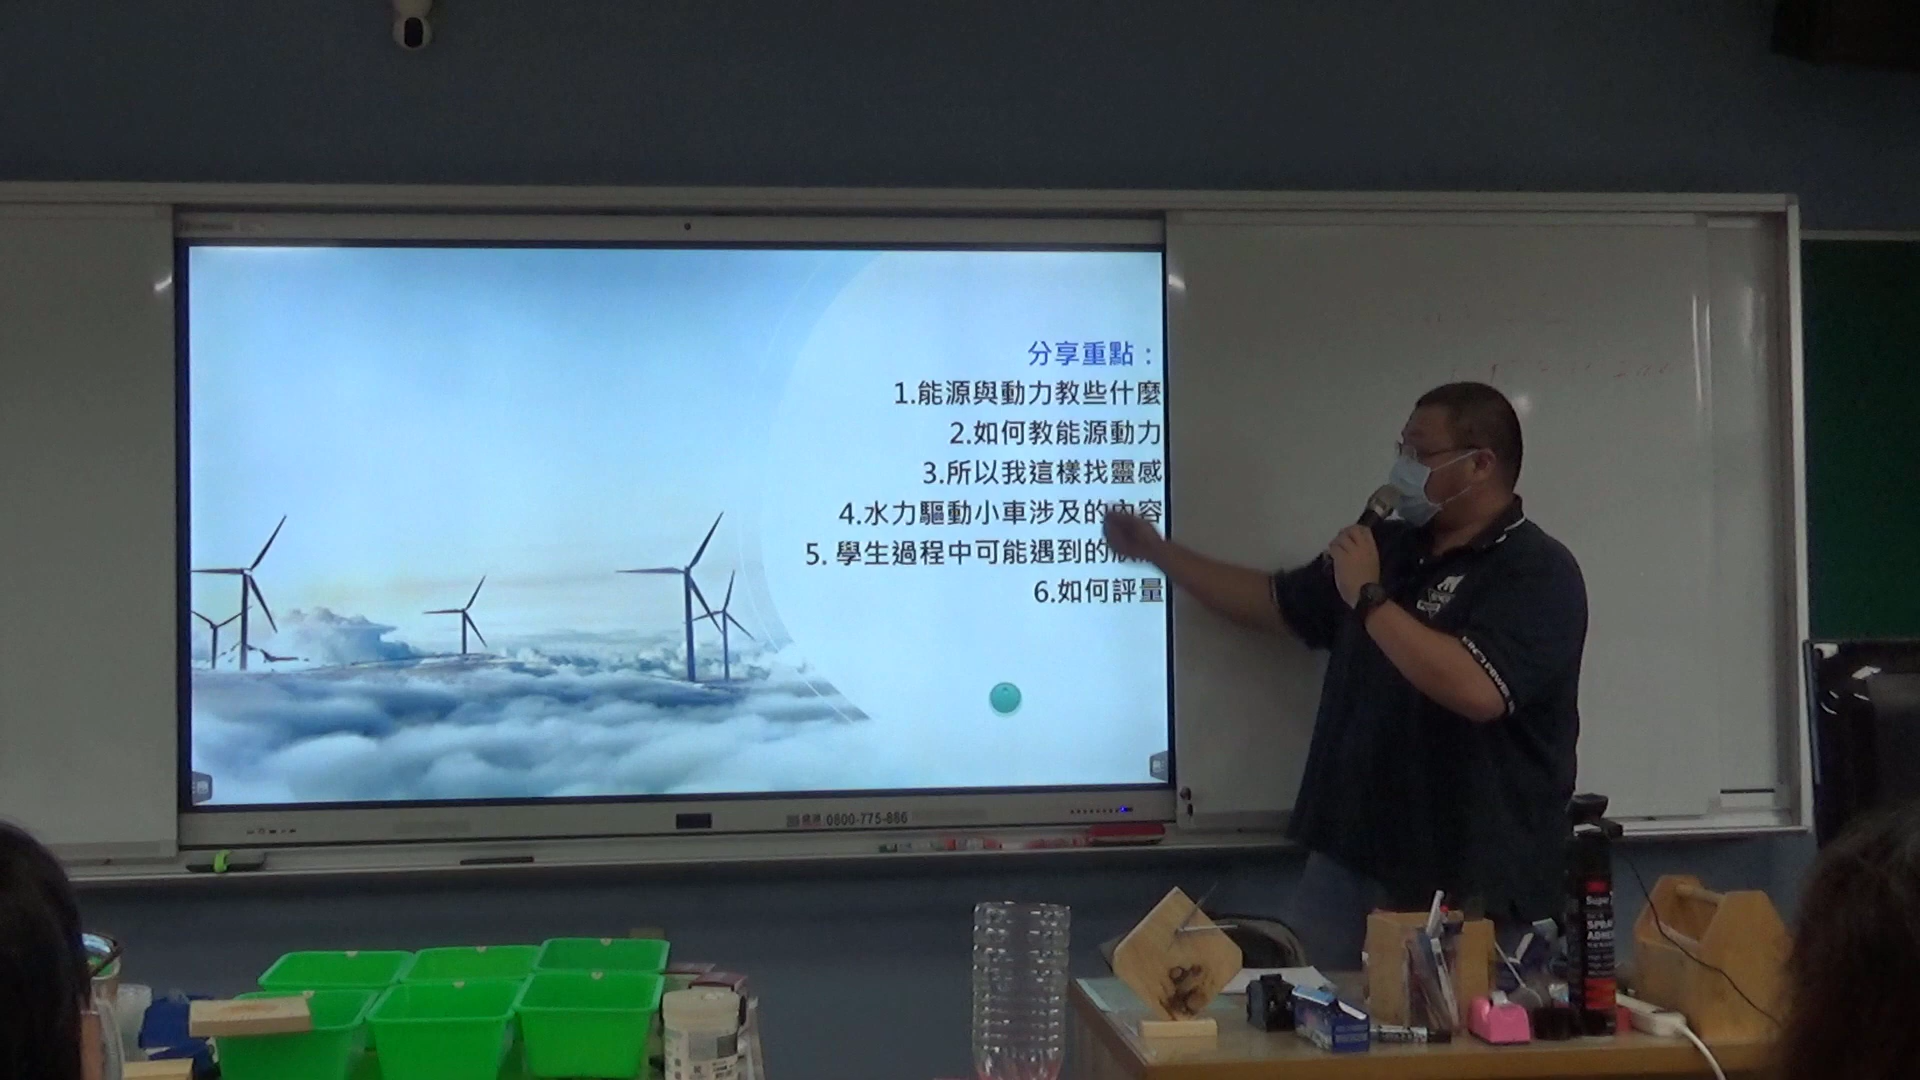 分享重點：
1.能源與動力教些什麼
2.如何教能源動力
3.所以我這樣找靈感
4.水力驅動小車涉及的內容
5. 學生過程中可能遇到的
6.如何評量
0800-775-886
Super
SPRAY